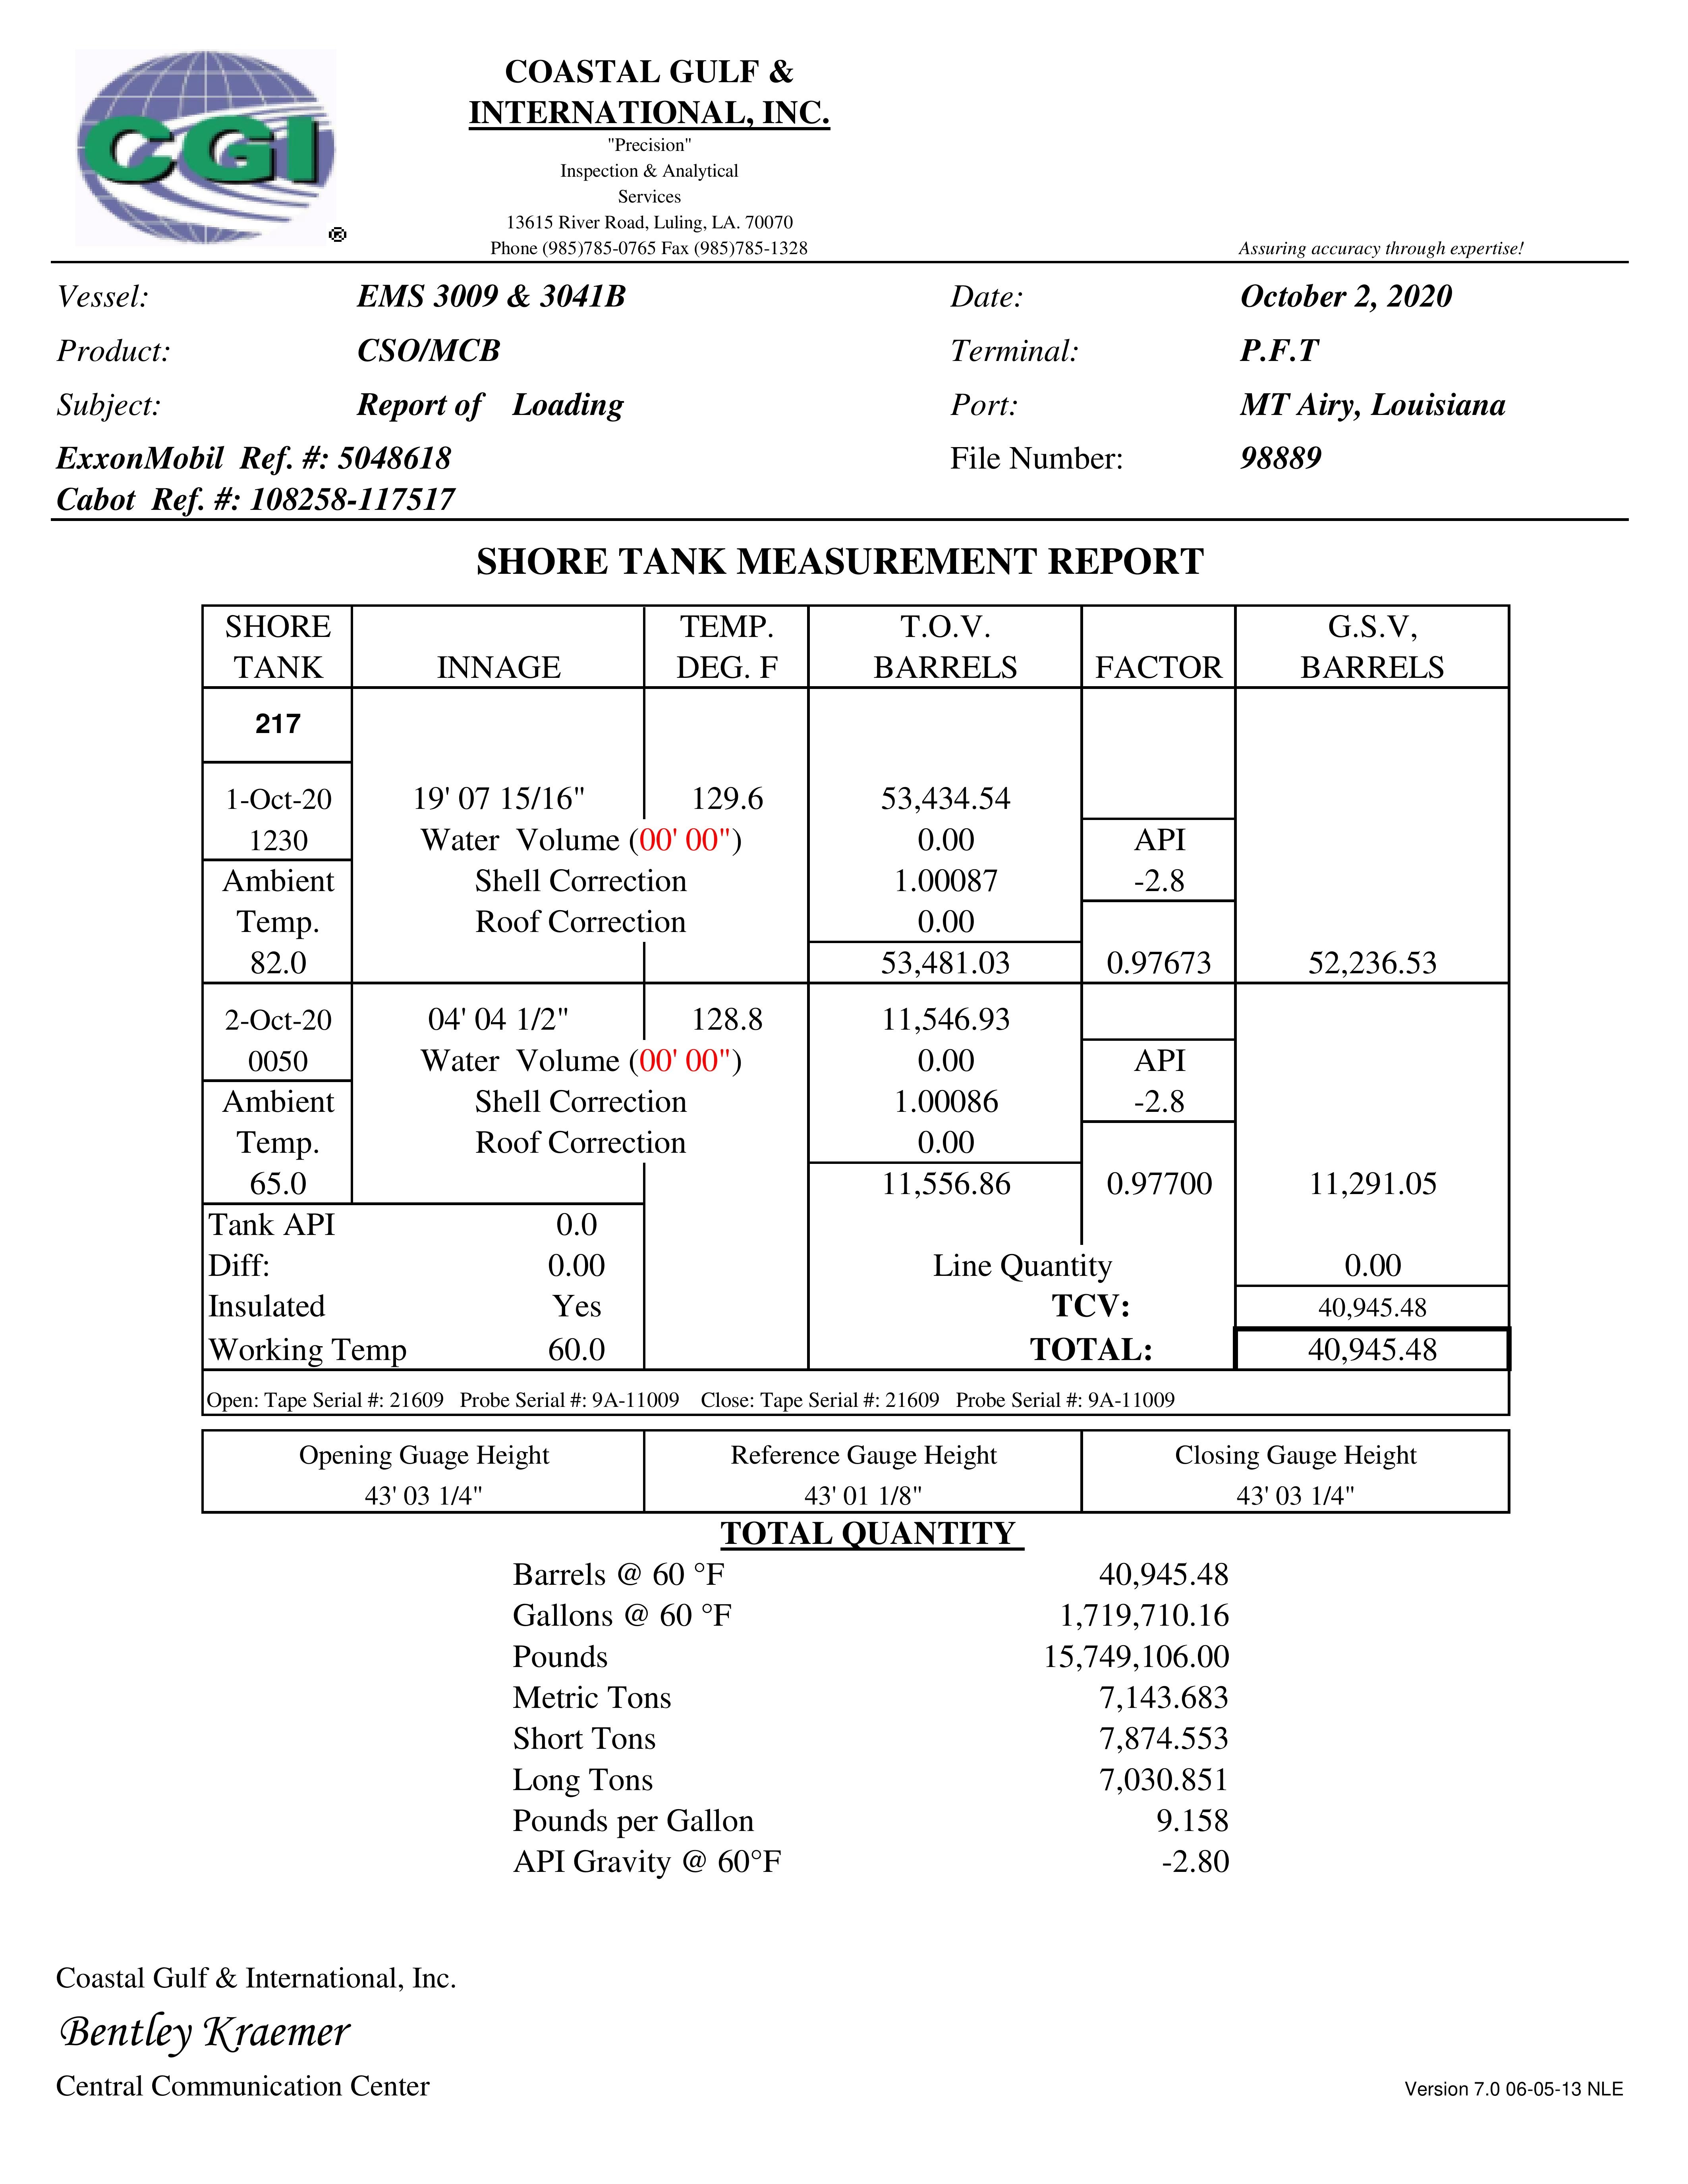 CGI
®
COASTAL GULF &
INTERNATIONAL, INC.
"Precision"
Inspection & Analytical
Services
13615 River Road, Luling, LA. 70070
Phone (985)785-0765 Fax (985)785-1328
Assuring accuracy through expertise!
Vessel: EMS 3009 & 3041B Date: October 2, 2020
Product: CSO/MCB Terminal: P.F.T
Subject: Report of Loading Port: MT Airy, Louisiana
ExxonMobil Ref. #: 5048618 File Number: 98889
Cabot Ref. #: 108258-117517
SHORE TANK MEASUREMENT REPORT
SHORE TEMP. T.O.V. G.S.V,
TANK INNAGE DEG. F BARRELS FACTOR BARRELS
217
1-Oct-20 19' 07 15/16" 129.6 53,434.54
1230 Water Volume (00' 00") 0.00 API
Ambient Shell Correction 1.00087 -2.8
Temp. Roof Correction 0.00
82.0 53,481.03 0.97673 52,236.53
2-Oct-20 04' 04 1/2" 128.8 11,546.93
0050 Water Volume (00' 00") 0.00 API
Ambient Shell Correction 1.00086 -2.8
Temp. Roof Correction 0.00
65.0 11,556.86 0.97700 11,291.05
Tank API 0.0
Diff: 0.00 Line Quantity 0.00
Insulated Yes TCV: 40,945.48
Working Temp 60.0 TOTAL: 40,945.48
Open: Tape Serial #: 21609 Probe Serial #: 9A-11009 Close: Tape Serial #: 21609 Probe Serial #: 9A-11009
Opening Guage Height Reference Gauge Height Closing Gauge Height
43' 03 1/4" 43' 01 1/8" 43' 03 1/4"
TOTAL QUANTITY
Barrels @ 60 °F 40,945.48
Gallons @ 60 °F 1,719,710.16
Pounds 15,749,106.00
Metric Tons 7,143.683
Short Tons 7,874.553
Long Tons 7,030.851
Pounds per Gallon 9.158
API Gravity @ 60°F -2.80
Coastal Gulf & International, Inc.
Bentley Kraemer
Central Communication Center
Version 7.0 06-05-13 NLE